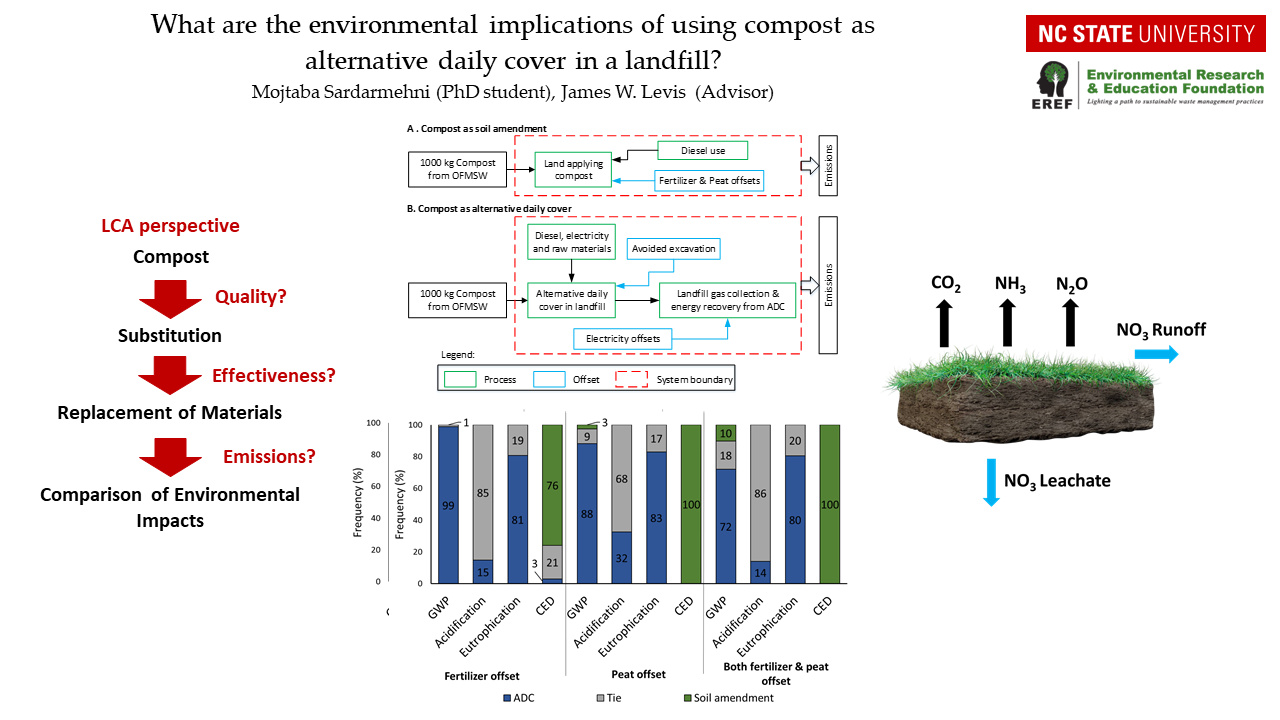 What are the environmental implications of using compost as
alternative daily cover in a landfill?
Mojtaba Sardarmehni (PhD student), James W. Levis (Advisor)
NC STATE UNIVERSITY
EREF
Environmental Research
& Education Foundation
Lighting a path to sustainable waste management practices
LCA perspective
Compost
Quality?
Substitution
Effectiveness?
Replacement of Materials
Emissions?
Comparison of Environmental
Impacts
A . Compost as soil amendment
1000 kg Compost
from OFMSW
Land applying
compost
Diesel use
Fertilizer & Peat offsets
Emissions
B. Compost as alternative daily cover
Diesel, electricity
and raw materials
Avoided excavation
1000 kg Compost
from OFMSW
Alternative daily
cover in landfill
Landfill gas collection &
energy recovery from ADC
Electricity offsets
Emissions
Legend:
Process
Offset
System boundary
Frequency (%)
100
80
60
40
20
0
Frequency (%)
100
80
60
40
20
0
1
99
85
15
19
81
76
21
3
3
9
88
68
32
17
83
100
10
18
72
86
14
20
80
100
GWP
Acidification
Eutrophication
CED
GWP
Acidification
Eutrophication
CED
GWP
Acidification
Eutrophication
CED
Fertilizer offset
Peat offset
Both fertilizer & peat
offset
ADC
Tie
Soil amendment
CO2
NH3
N2O
NO3 Runoff
NO3 Leachate